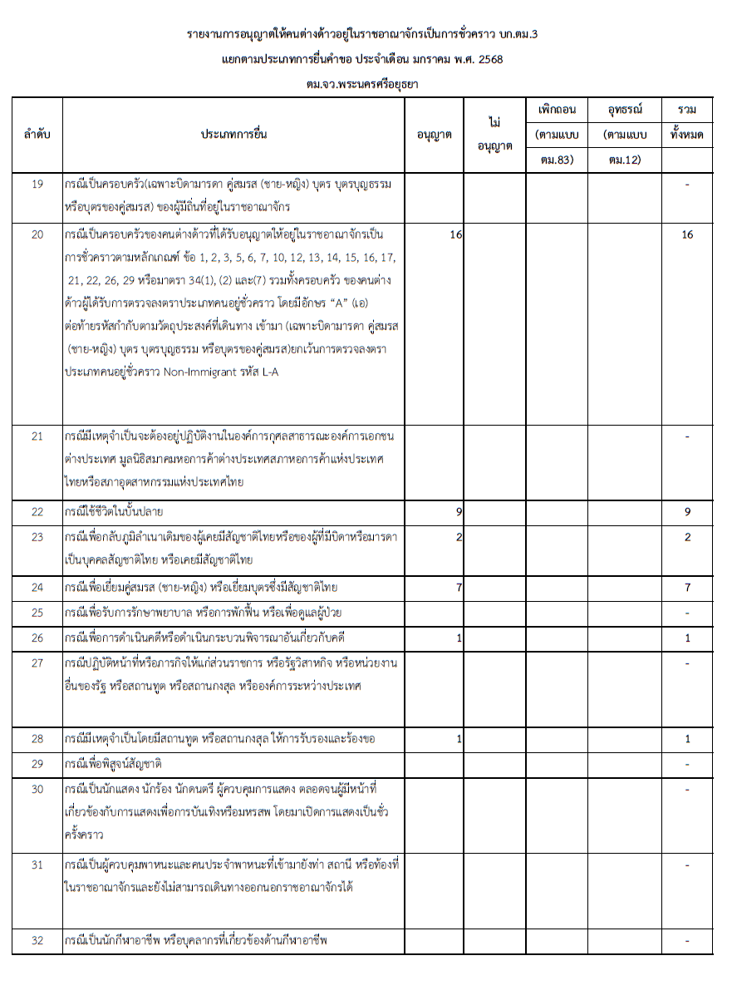 รายงานการอนุญาตให้คนต่างด้าวอยู่ในราชอาณาจักรเป็นการชั่วคราว บก.ตม.3
แยกตามประเภทการยื่นคำขอ ประจำเดือน มกราคม พ.ศ. 2568
ตม.จว.พระนครศรีอยุธยา
ลำดับ ประเภทการยื่น อนุญาต ไม่ เพิกถอน อุทธรณ์ รวม
อนุญาต (ตามแบบ (ตามแบบ ทั้งหมด
ตม.83) ตม.12)
19 กรณีเป็นครอบครัว(เฉพาะบิดามารดา คู่สมรส (ชาย-หญิง) บุตร บุตรบุญธรรม -
หรือบุตรของคู่สมรส) ของผู้มีถิ่นที่อยู่ในราชอาณาจักร
20 กรณีเป็นครอบครัวของคนต่างด้าวที่ได้รับอนุญาตให้อยู่ในราชอาณาจักรเป็น 16 16
การชั่วคราวตามหลักเกณฑ์ ข้อ 1, 2, 3, 5, 6, 7, 10, 12, 13, 14, 15, 16, 17,
21, 22, 26, 29 หรือมาตรา 34(1), (2) และ(7) รวมทั้งครอบครัว ของคนต่าง
ด้าวผู้ได้รับการตรวจลงตราประเภทคนอยู่ชั่วคราว โดยมีอักษร “A” (เอ)
ต่อท้ายรหัสกำกับตามวัตถุประสงค์ที่เดินทาง เข้ามา (เฉพาะบิดามารดา คู่สมรส
(ชาย-หญิง) บุตร บุตรบุญธรรม หรือบุตรของคู่สมรส)ยกเว้นการตรวจลงตรา
ประเภทคนอยู่ชั่วคราว Non-Immigrant รหัส L-A
21 กรณีมีเหตุจำเป็นจะต้องอยู่ปฏิบัติงานในองค์การกุศลสาธารณะองค์การเอกชน -
ต่างประเทศ มูลนิธิสมาคมหอการค้าต่างประเทศสภาหอการค้าแห่งประเทศ
ไทยหรือสภาอุตสาหกรรมแห่งประเทศไทย
22 กรณีใช้ชีวิตในบั้นปลาย 9 9
23 กรณีเพื่อกลับภูมิลำเนาเดิมของผู้เคยมีสัญชาติไทยหรือของผู้ที่มีบิดาหรือมารดา 2 2
เป็นบุคคลสัญชาติไทย หรือเคยมีสัญชาติไทย
24 กรณีเพื่อเยี่ยมคู่สมรส (ชาย-หญิง) หรือเยี่ยมบุตรซึ่งมีสัญชาติไทย 7 7
25 กรณีเพื่อรับการรักษาพยาบาล หรือการพักฟื้น หรือเพื่อดูแลผู้ป่วย -
26 กรณีเพื่อการดำเนินคดีหรือดำเนินกระบวนพิจารณาอันเกี่ยวกับคดี 1 1
27 กรณีปฏิบัติหน้าที่หรือภารกิจให้แก่ส่วนราชการ หรือรัฐวิสาหกิจ หรือหน่วยงาน -
อื่นของรัฐ หรือสถานทูต หรือสถานกงสุล หรือองค์การระหว่างประเทศ
28 กรณีมีเหตุจำเป็นโดยมีสถานทูต หรือสถานกงสุล ให้การรับรองและร้องขอ 1 1
29 กรณีเพื่อพิสูจน์สัญชาติ -
30 กรณีเป็นนักแสดง นักร้อง นักดนตรี ผู้ควบคุมการแสดง ตลอดจนผู้มีหน้าที่ -
เกี่ยวข้องกับการแสดงเพื่อการบันเทิงหรือมหรสพ โดยมาเปิดการแสดงเป็นชั่ว
ครั้งคราว
31 กรณีเป็นผู้ควบคุมพาหนะและคนประจำพาหนะที่เข้ามายังท่า สถานี หรือท้องที่ -
ในราชอาณาจักรและยังไม่สามารถเดินทางออกนอกราชอาณาจักรได้
32 กรณีเป็นนักกีฬาอาชีพ หรือบุคลากรที่เกี่ยวข้องด้านกีฬาอาชีพ -